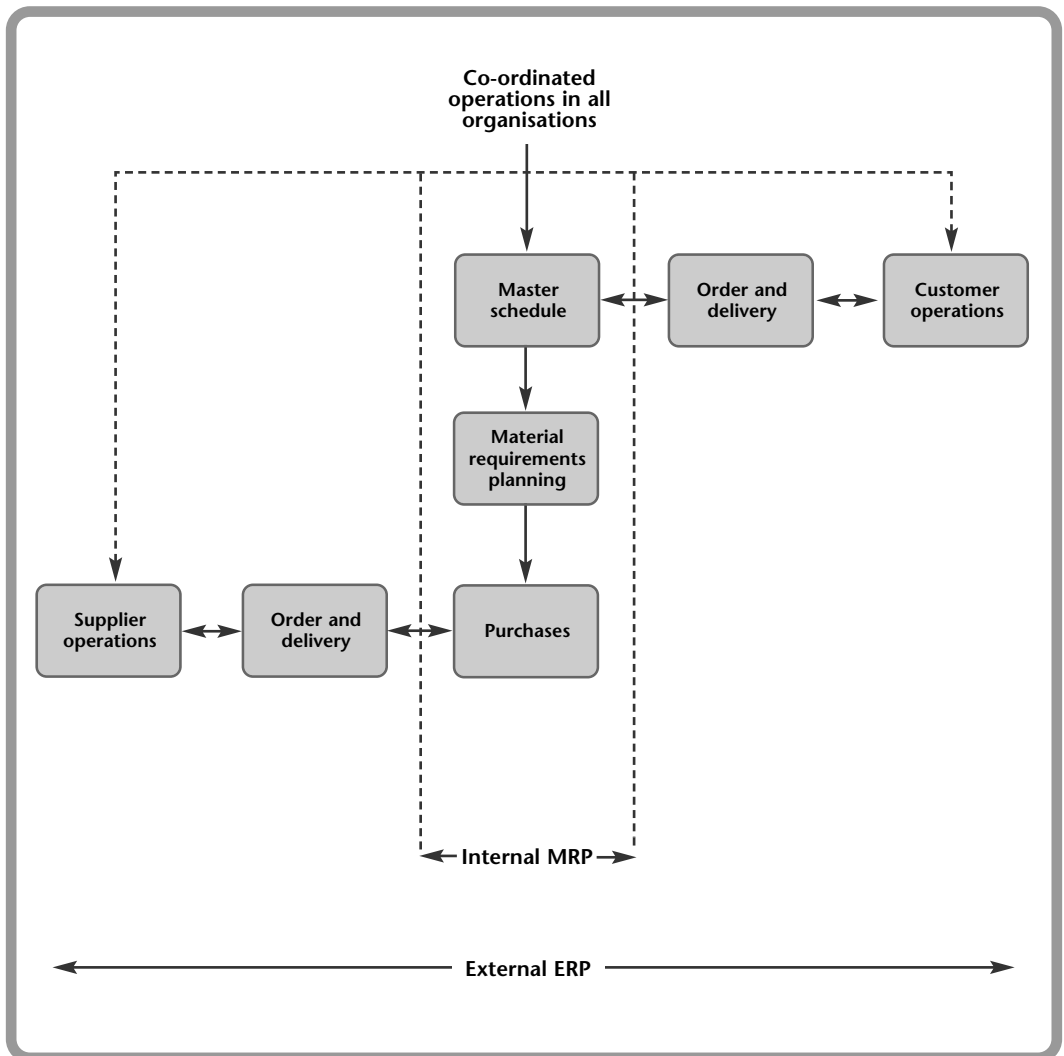 Co-ordinated
operations in all
organisations
Master
schedule
Order and
delivery
Customer
operations
Material
requirements
planning
Supplier
operations
Order and
delivery
Purchases
Internal MRP
External ERP